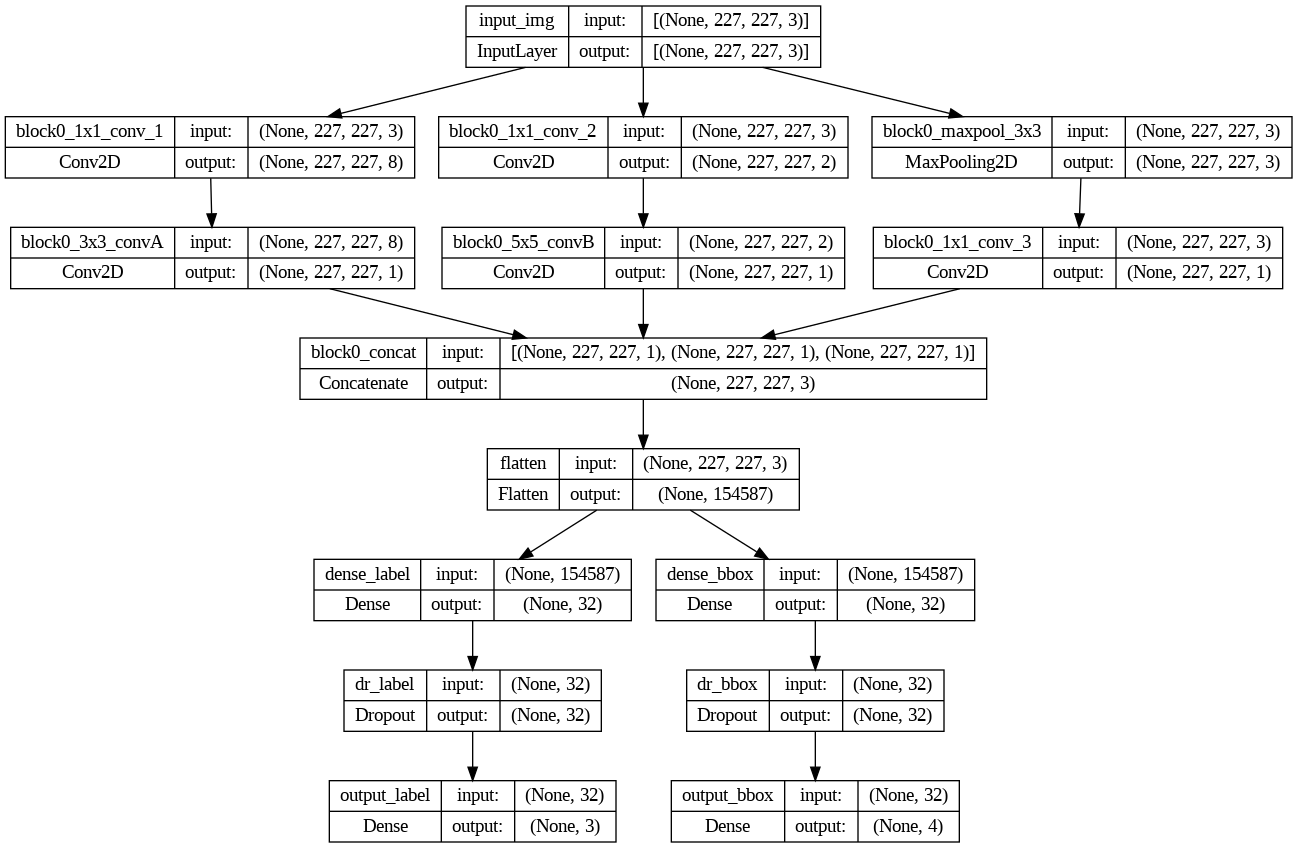 input_img input: [(None, 227, 227, 3)]
InputLayer output: [(None, 227, 227, 3)]
block0_1x1_conv_1 input: (None, 227, 227, 3)
Conv2D output: (None, 227, 227, 8)
block0_1x1_conv_2 input: (None, 227, 227, 3)
Conv2D output: (None, 227, 227, 2)
block0_maxpool_3x3 input: (None, 227, 227, 3)
MaxPooling2D output: (None, 227, 227, 3)
block0_3x3_convA input: (None, 227, 227, 8)
Conv2D output: (None, 227, 227, 1)
block0_5x5_convB input: (None, 227, 227, 2)
Conv2D output: (None, 227, 227, 1)
block0_1x1_conv_3 input: (None, 227, 227, 3)
Conv2D output: (None, 227, 227, 1)
block0_concat input: [(None, 227, 227, 1), (None, 227, 227, 1), (None, 227, 227, 1)]
Concatenate output: (None, 227, 227, 3)
flatten input: (None, 227, 227, 3)
Flatten output: (None, 154587)
dense_label input: (None, 154587)
Dense output: (None, 32)
dense_bbox input: (None, 154587)
Dense output: (None, 32)
dr_label input: (None, 32)
Dropout output: (None, 32)
dr_bbox input: (None, 32)
Dropout output: (None, 32)
output_label input: (None, 32)
Dense output: (None, 3)
output_bbox input: (None, 32)
Dense output: (None, 4)